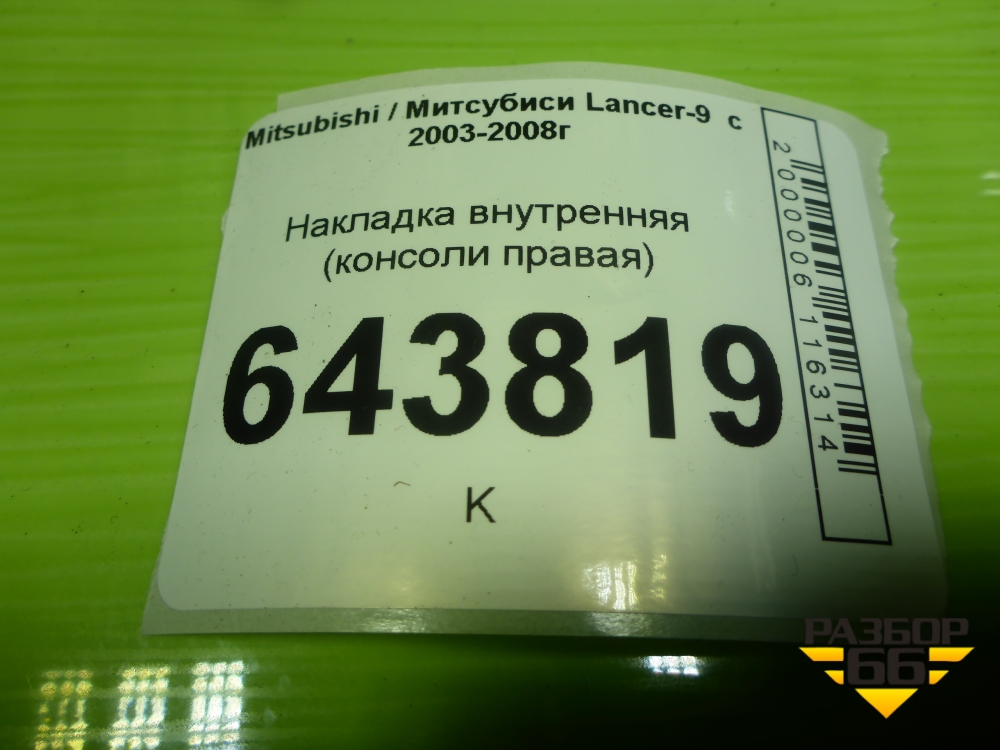 Mitsubishi / Митсубиси Lancer-9 с
2003-2008г
Накладка внутренняя
(консоли правая)
643819
К
2000006116314
РАЗБОР
66